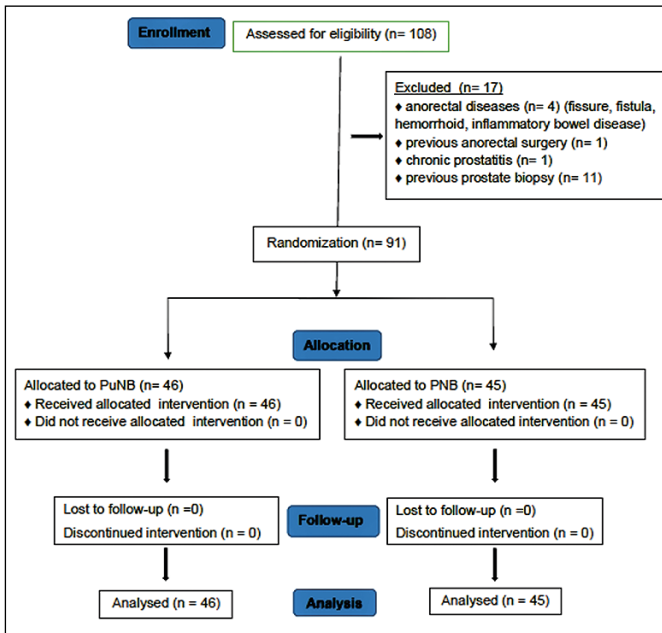 Enrollment
Assessed for eligibility (n= 108)
Excluded (n= 17)
♦ anorectal diseases (n= 4) (fissure, fistula,
hemorrhoid, inflammatory bowel disease)
♦ previous anorectal surgery (n= 1)
♦ chronic prostatitis (n= 1)
♦ previous prostate biopsy (n= 11)
Randomization (n= 91)
Allocation
Allocated to PuNB (n= 46)
♦ Received allocated intervention (n = 46)
♦ Did not receive allocated intervention (n = 0)
Allocated to PNB (n= 45)
♦ Received allocated intervention (n = 45)
♦ Did not receive allocated intervention (n = 0)
Lost to follow-up (n =0)
Discontinued intervention (n = 0)
Follow-up
Lost to follow-up (n =0)
Discontinued intervention (n = 0)
Analysed (n = 46)
Analysis
Analysed (n = 45)